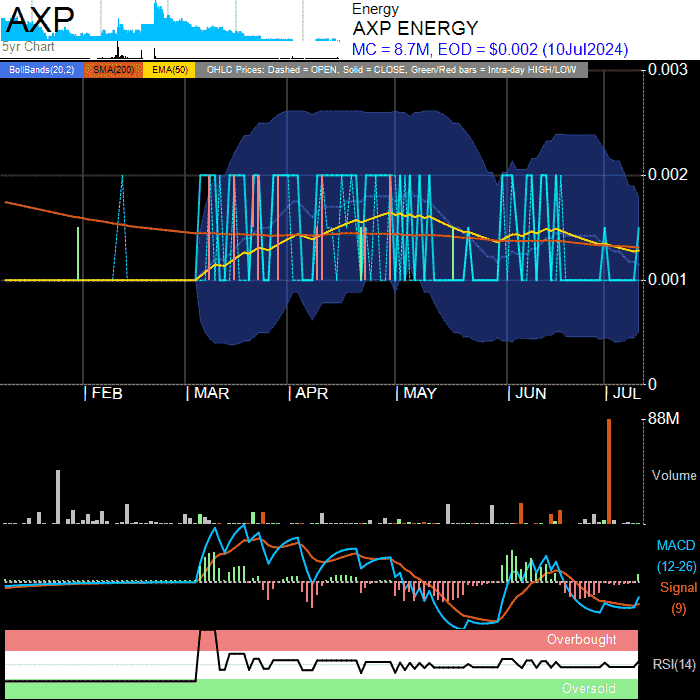 AXP
5yr Chart
Energy
AXP ENERGY
MC = 8.7M, EOD = $0.002 (10Jul2024)
BollBands(20,2) SMA(200) EMA(50) OHLC Prices: Dashed = OPEN, Solid = CLOSE, Green/Red bars = Intra-day HIGH/LOW
0.003
0.002
0.001
0
FEB MAR APR MAY JUN JUL
88M
Volume
MACD
(12-26)
Signal
(9)
Overbought
RSI(14)
Oversold